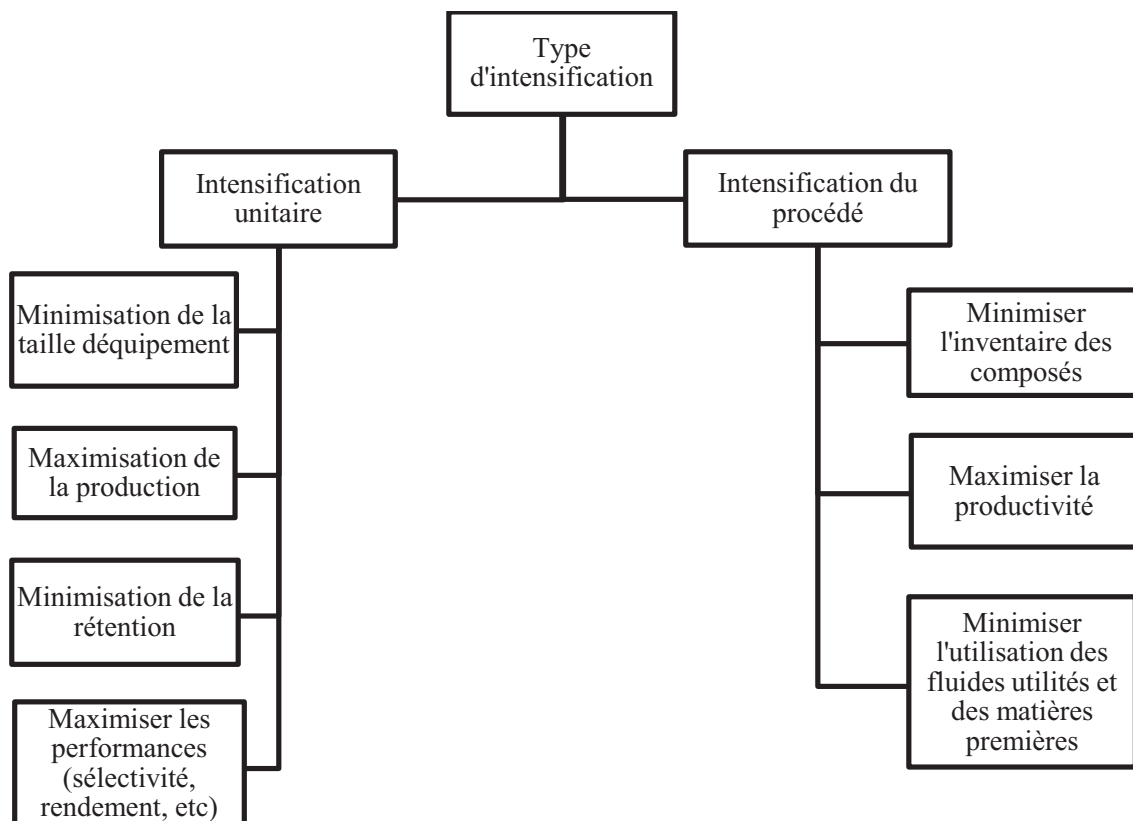 Type
d'intensification
Intensification
unitaire
Intensification du
procédé
Minimisation de la
taille déquipement
Maximisation de
la production
Minimisation de la
rétention
Maximiser les
performances
(sélectivité,
rendement, etc)
Minimiser
l'inventaire des
composés
Maximiser la
productivité
Minimiser
l'utilisation des
fluides utilités et
des matières
premières